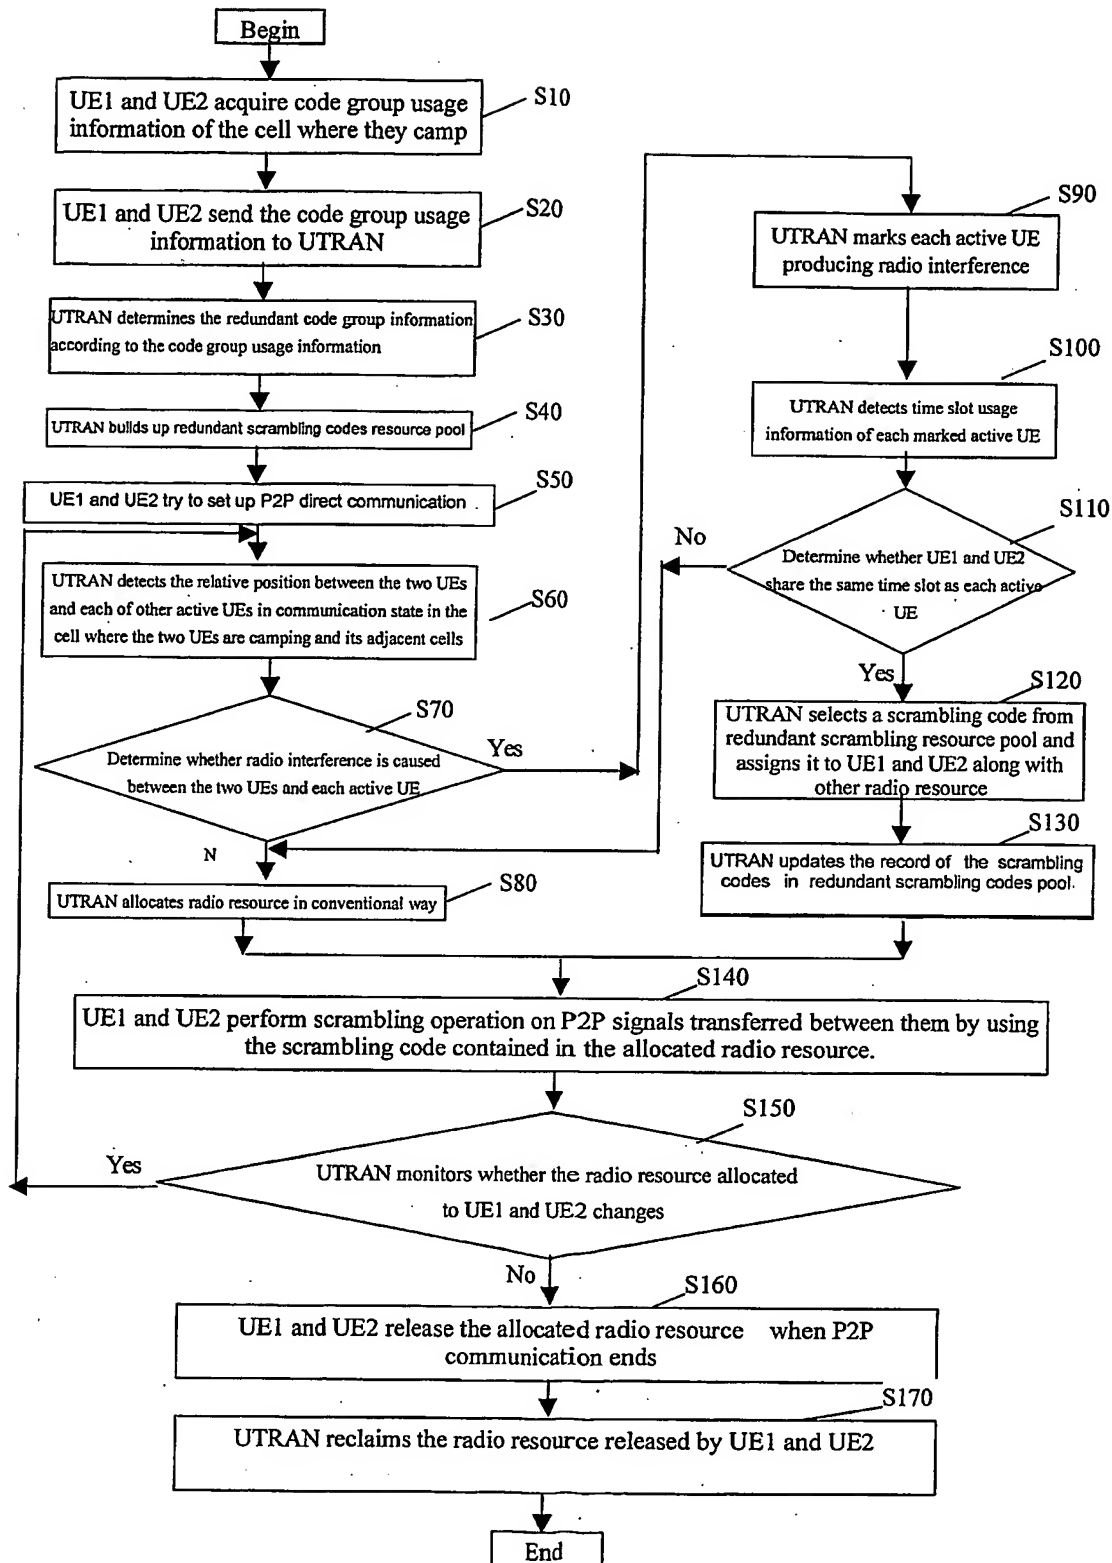 Begin
UE1 and UE2 acquire code group usage
information of the cell where they camp
S10
UE1 and UE2 send the code group usage
information to UTRAN
S20
UTRAN determines the redundant code group information
according to the code group usage information
S30
UTRAN builds up redundant scrambling codes resource pool
S40
UE1 and UE2 try to set up P2P direct communication
S50
UTRAN detects the relative position between the two UEs
and each of other active UEs in communication state in the
cell where the two UEs are camping and its adjacent cells
S60
S70
Determine whether radio interference is caused
between the two UEs and each active UE
Yes
N
UTRAN allocates radio resource in conventional way
S80
S90
UTRAN marks each active UE
producing radio interference
S100
UTRAN detects time slot usage
information of each marked active UE
S110
No
Determine whether UE1 and UE2
share the same time slot as each active
UE
Yes
S120
UTRAN selects a scrambling code from
redundant scrambling resource pool and
assigns it to UE1 and UE2 along with
other radio resource
S130
UTRAN updates the record of the scrambling
codes in redundant scrambling codes pool.
S140
UE1 and UE2 perform scrambling operation on P2P signals transferred between them by using
the scrambling code contained in the allocated radio resource.
S150
Yes
UTRAN monitors whether the radio resource allocated
to UE1 and UE2 changes
No
S160
UE1 and UE2 release the allocated radio resource when P2P
communication ends
S170
UTRAN reclaims the radio resource released by UE1 and UE2
End